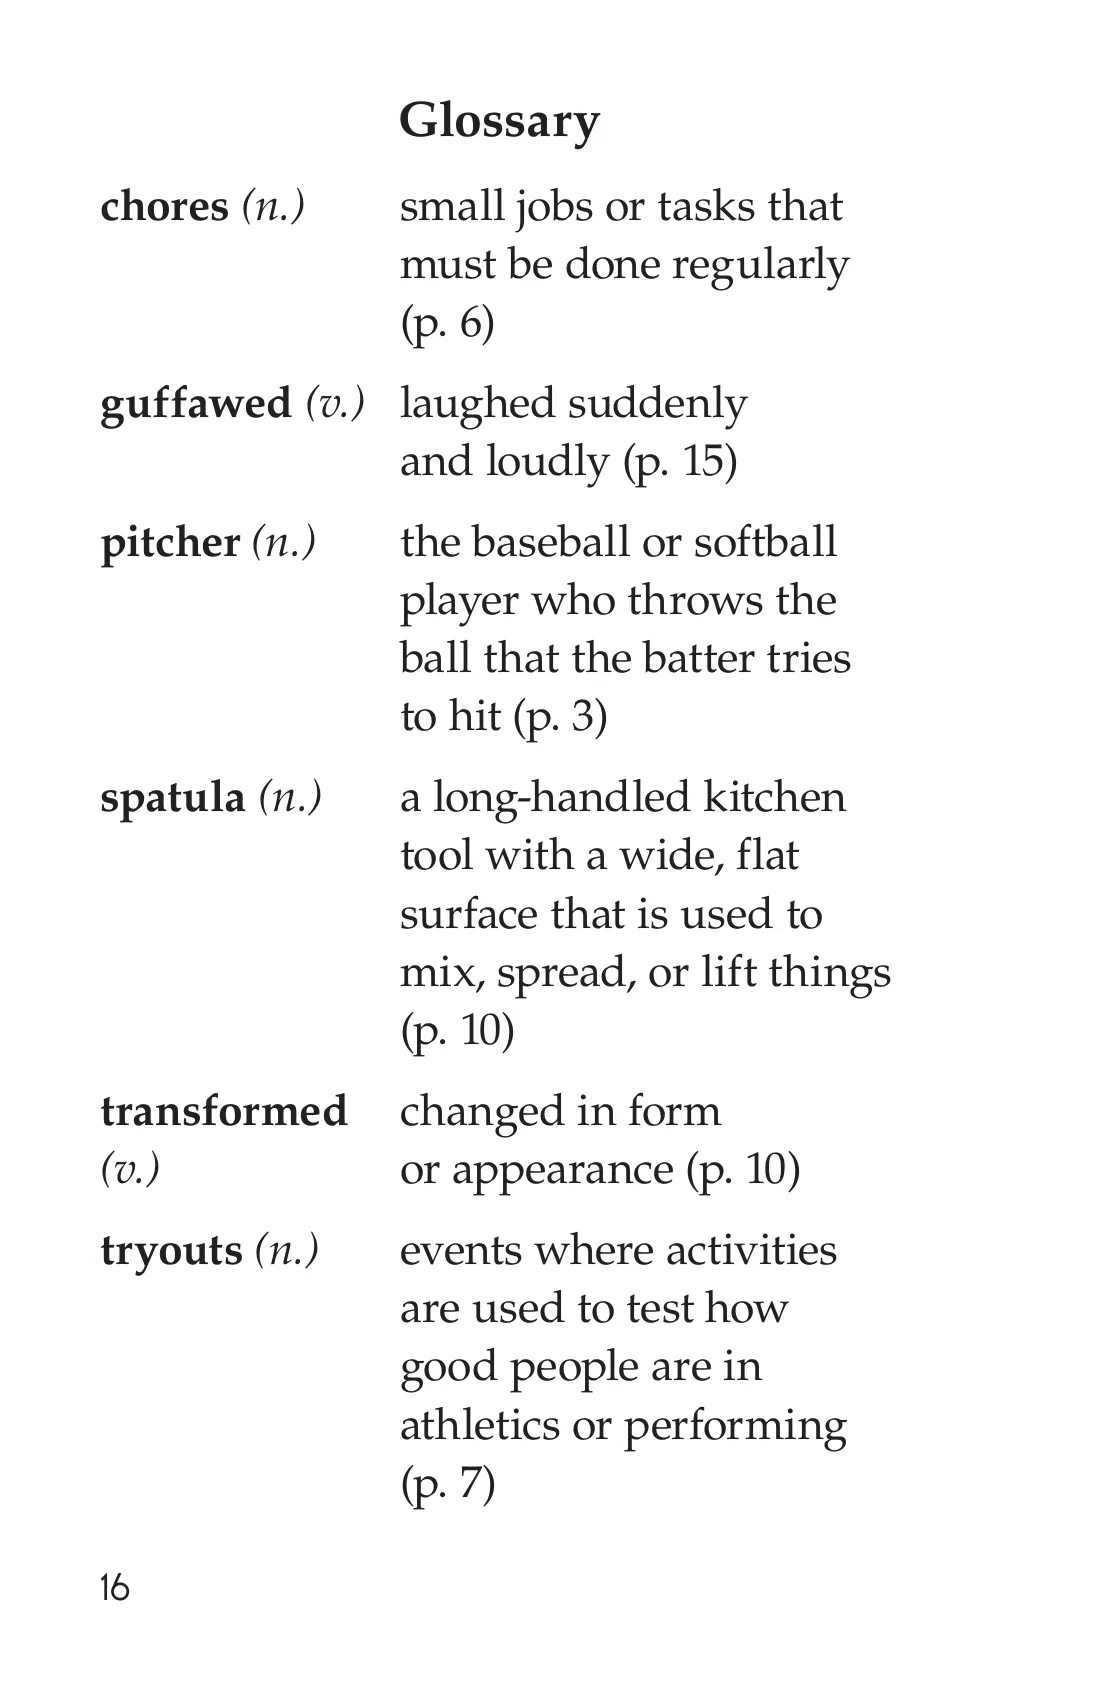 Glossary
chores (n.) small jobs or tasks that
must be done regularly
(p. 6)
guffawed (v.) laughed suddenly
and loudly (p. 15)
pitcher (n.) the baseball or softball
player who throws the
ball that the batter tries
to hit (p. 3)
spatula (n.) a long-handled kitchen
tool with a wide, flat
surface that is used to
mix, spread, or lift things
(p. 10)
transformed changed in form
(v.) or appearance (p. 10)
tryouts (n.) events where activities
are used to test how
good people are in
athletics or performing
(p. 7)
16